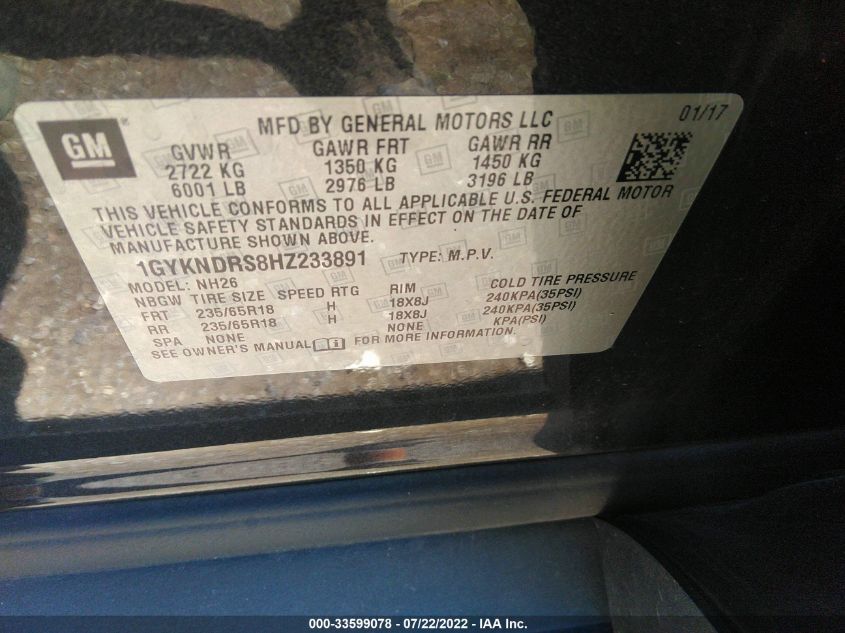 GM ®
MFD BY GENERAL MOTORS LLC
01/17
GVWR GAWR FRT GAWR RR
2722 KG 1350 KG 1450 KG
6001 LB 2976 LB 3196 LB
THIS VEHICLE CONFORMS TO ALL APPLICABLE U.S. FEDERAL MOTOR
VEHICLE SAFETY STANDARDS IN EFFECT ON THE DATE OF
MANUFACTURE SHOWN ABOVE.
1GYKNDRS8HZ233891 TYPE: M.P.V.
MODEL: NH26
NBGW TIRE SIZE SPEED RTG RIM COLD TIRE PRESSURE
FRT 235/65R18 H 18X8J 240KPA(35PSI)
RR 235/65R18 H 18X8J 240KPA(35PSI)
SPA NONE NONE KPA(PSI)
SEE OWNER'S MANUAL i FOR MORE INFORMATION.
000-33599078 - 07/22/2022 - IAA Inc.